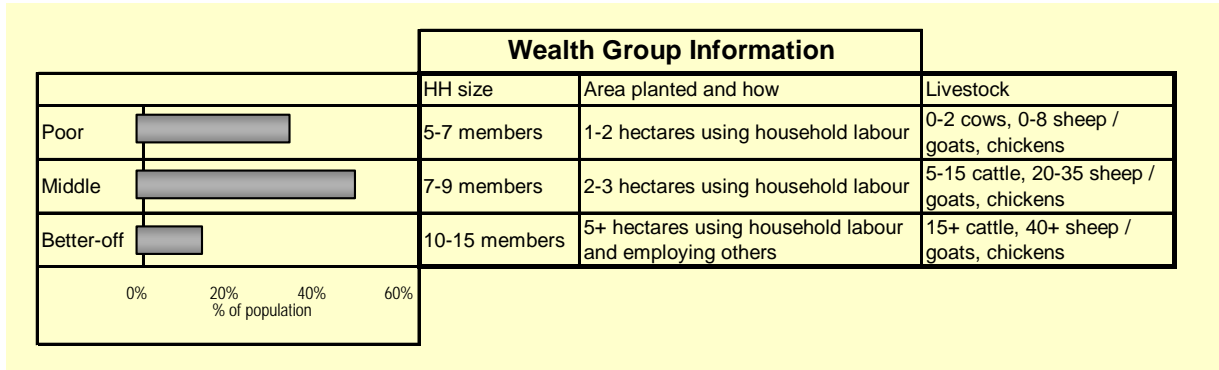 Wealth Group Information
HH size
Area planted and how
Livestock
Poor
5-7 members
1-2 hectares using household labour
0-2 cows, 0-8 sheep /
goats, chickens
Middle
7-9 members
2-3 hectares using household labour
5-15 cattle, 20-35 sheep /
goats, chickens
Better-off
10-15 members
5+ hectares using household labour
and employing others
15+ cattle, 40+ sheep /
goats, chickens
0% 20% 40% 60%
% of population